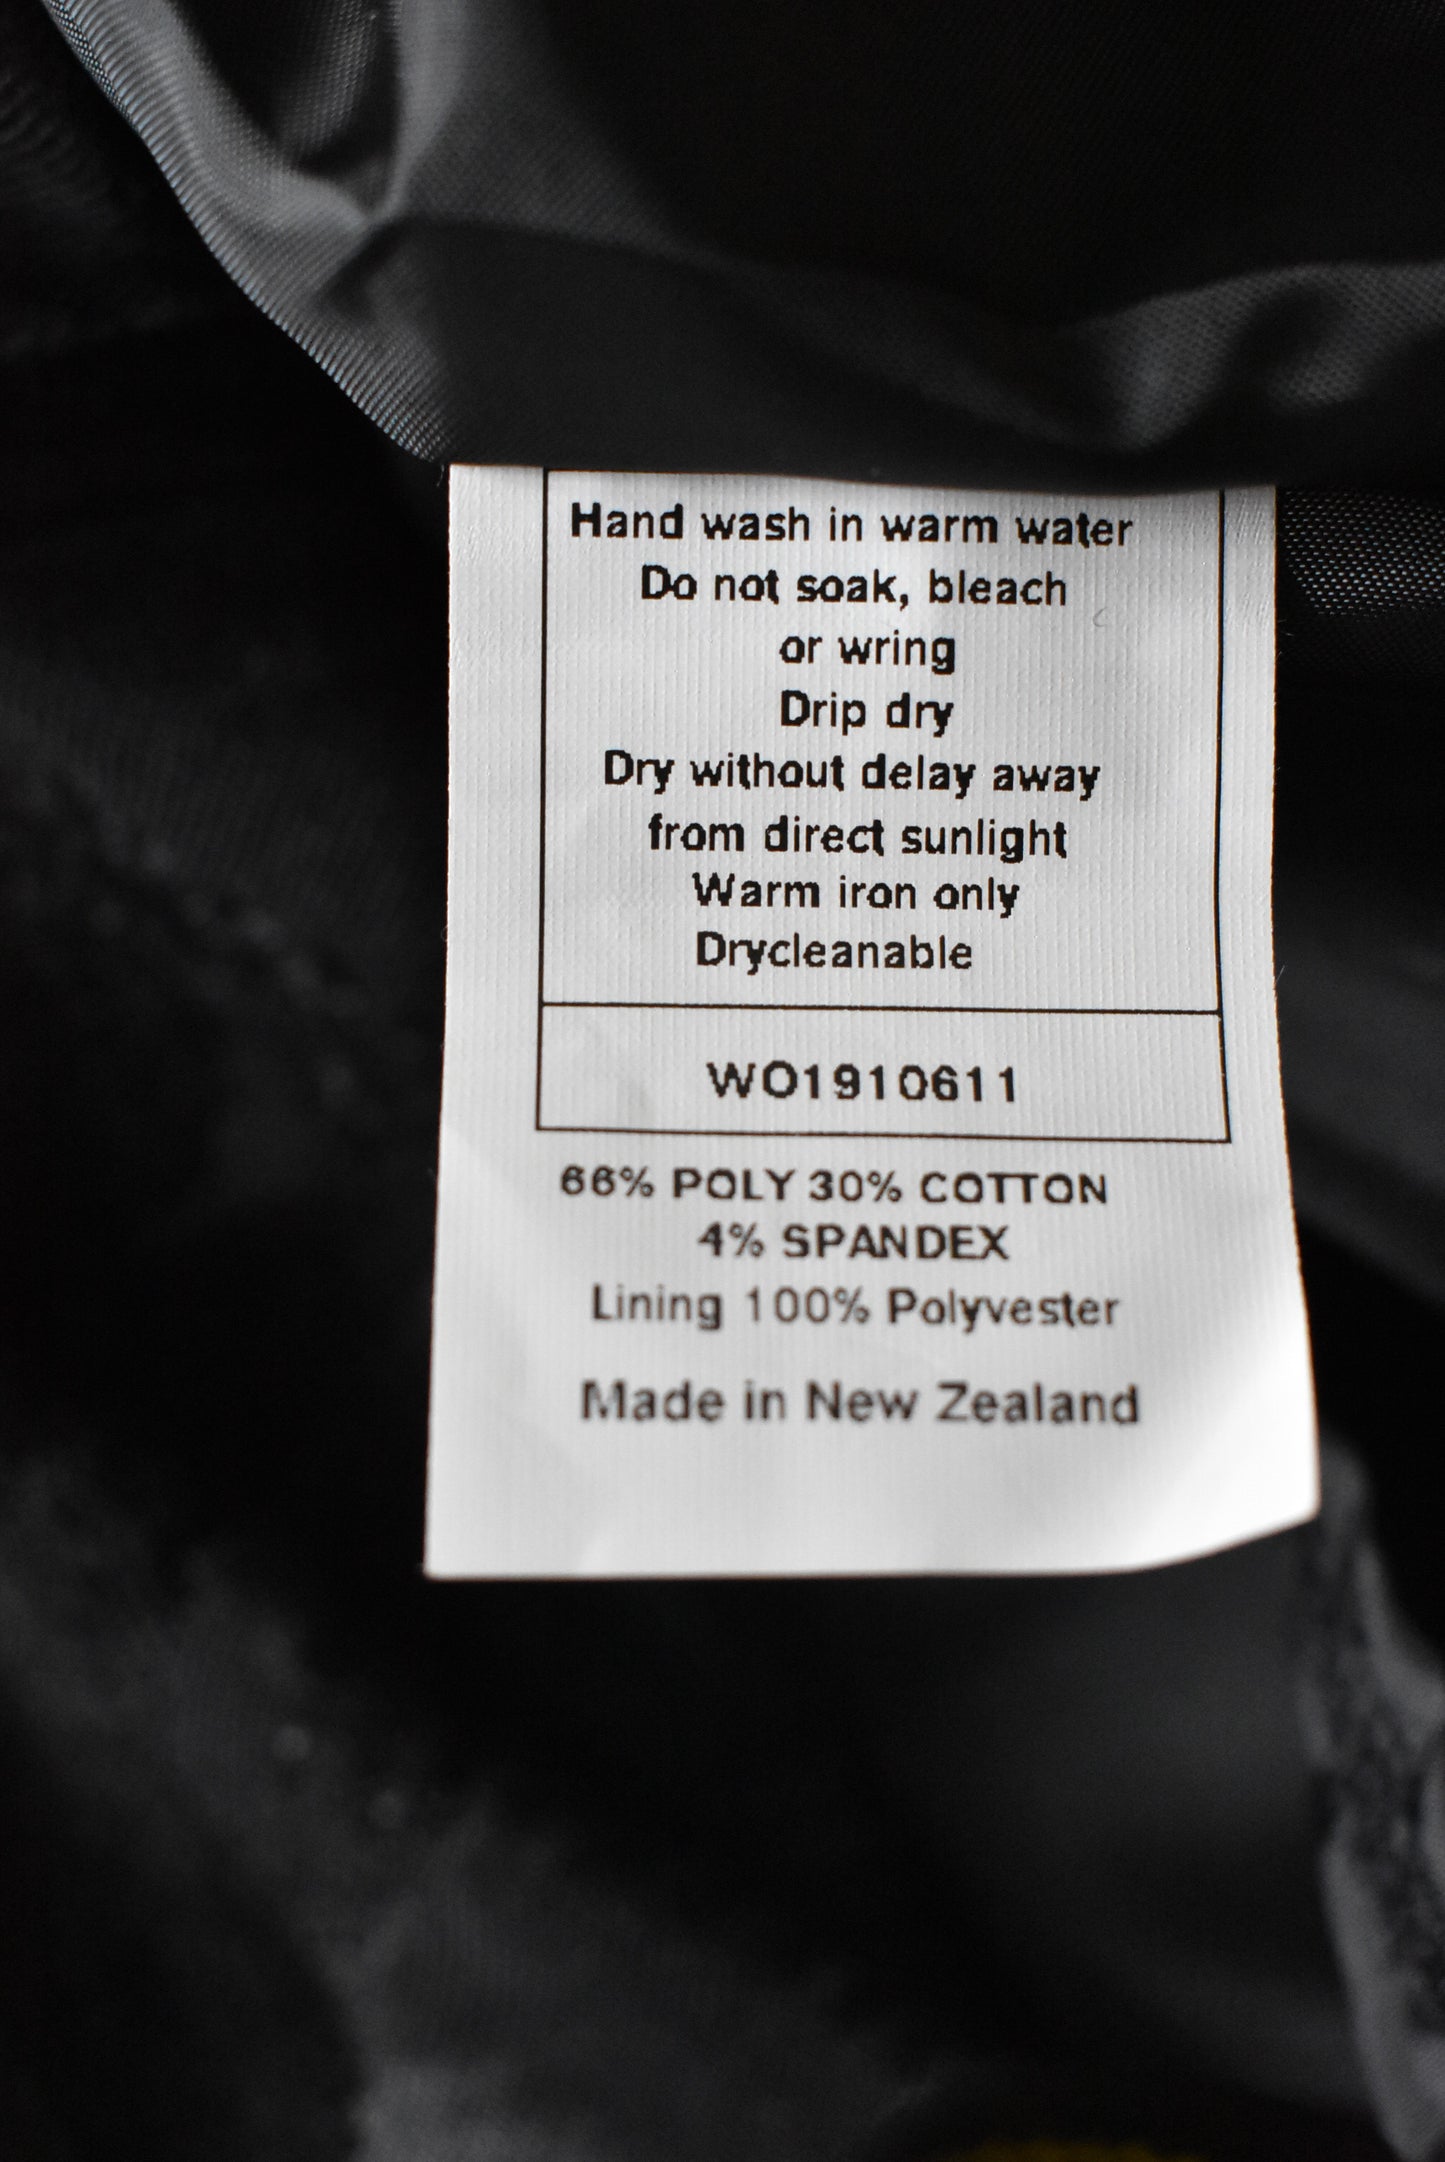 Hand wash in warm water
Do not soak, bleach
or wring
Drip dry
Dry without delay away
from direct sunlight
Warm iron only
Drycleanable
WO1910611
66% POLY 30% COTTON
4% SPANDEX
Lining 100% Polyvester
Made in New Zealand